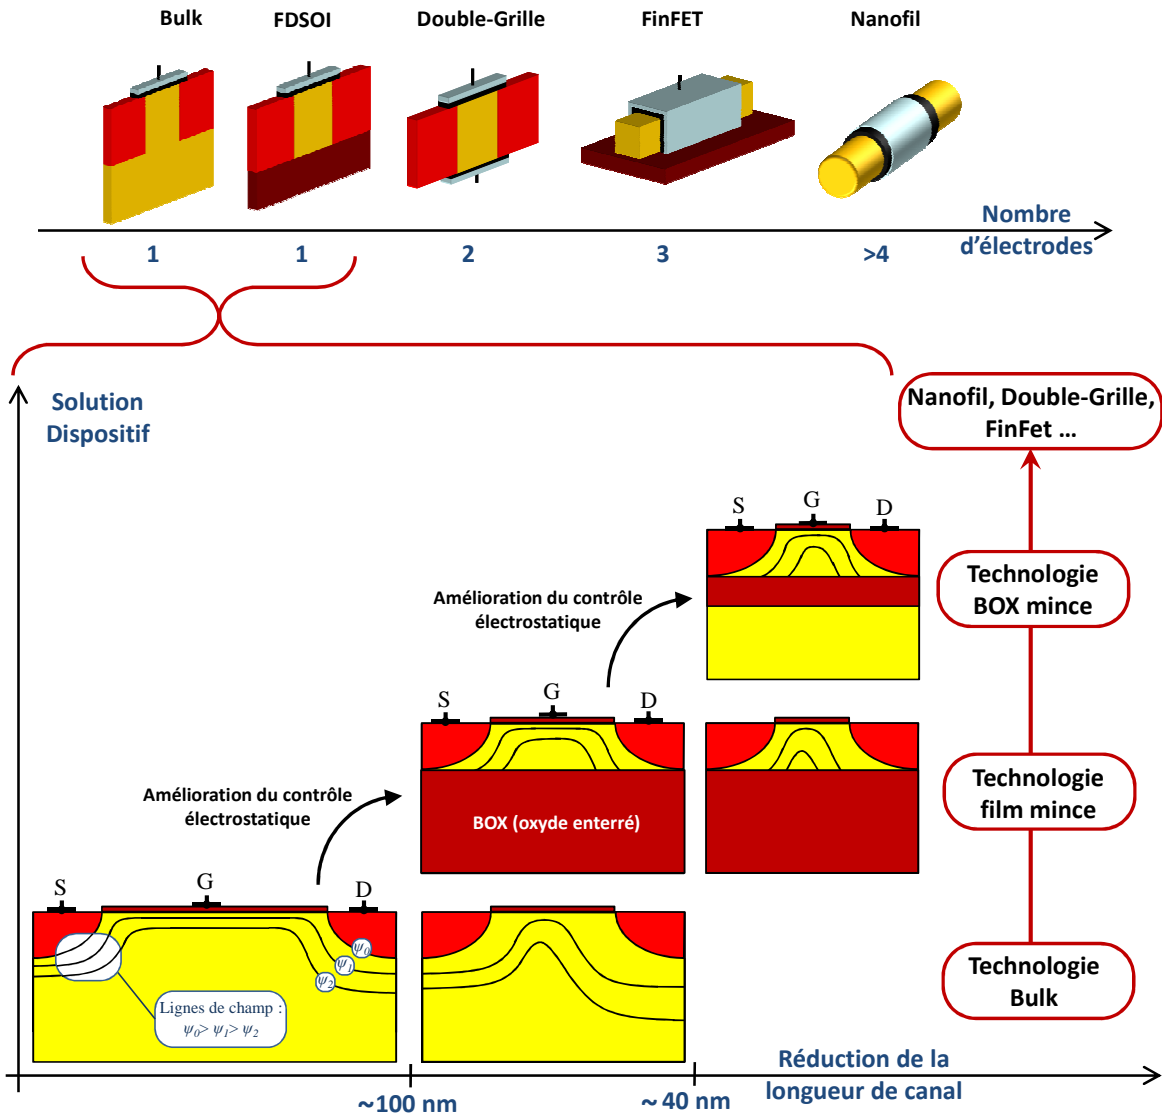 Bulk FDSOI Double-Grille FinFET Nanofil
Nombre
d'électrodes
1 1 2 3 >4
Solution
Dispositif
Nanofil, Double-Grille,
FinFet ...
S G D
Technologie
BOX mince
Amélioration du contrôle
électrostatique
S G D
Technologie
film mince
Amélioration du contrôle
électrostatique
BOX (oxyde enterré)
S G D
ψ0
ψ1
ψ2
Lignes de champ :
ψ0> ψ1> ψ2
Technologie
Bulk
Réduction de la
longueur de canal
~100 nm ~ 40 nm